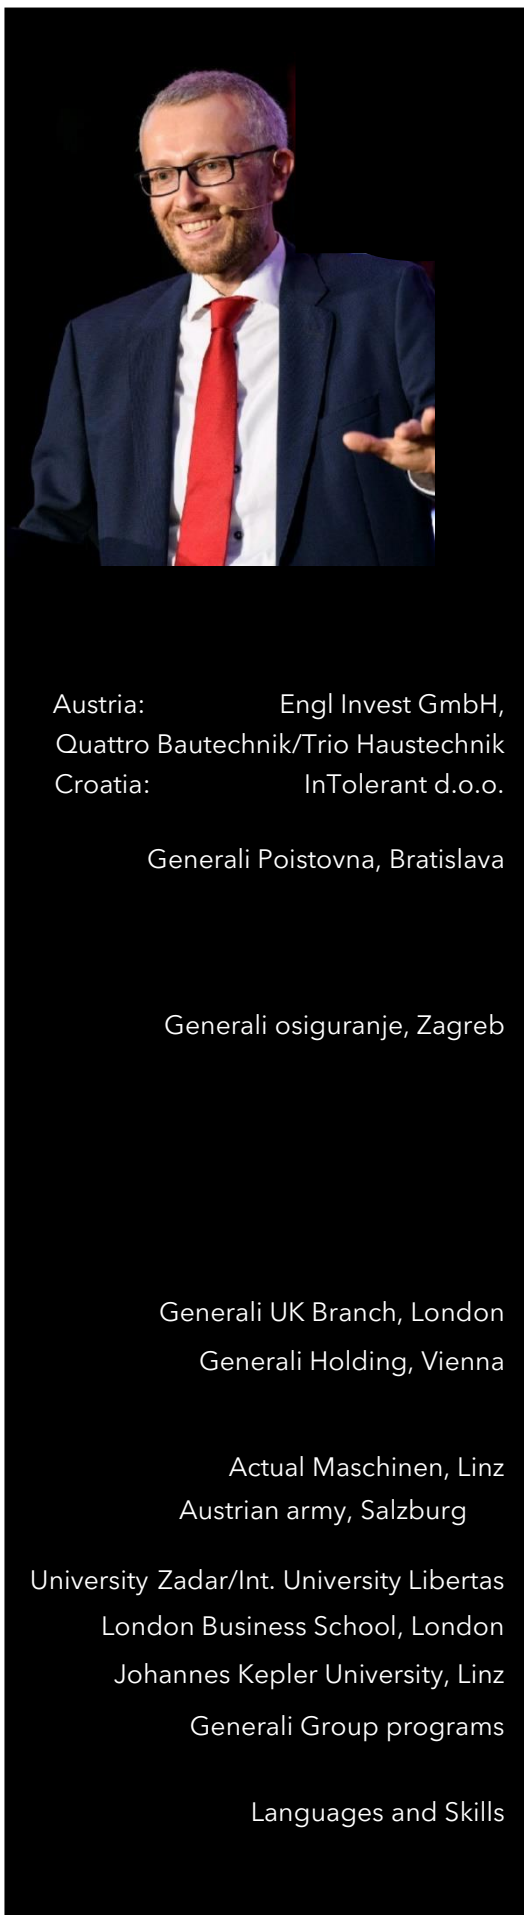 Austria: Engl Invest GmbH,
Quattro Bautechnik/Trio Haustechnik
Croatia: InTolerant d.o.o.
Generali Poistovna, Bratislava
Generali osiguranje, Zagreb
Generali UK Branch, London
Generali Holding, Vienna
Actual Maschinen, Linz
Austrian army, Salzburg
University Zadar/Int. University Libertas
London Business School, London
Johannes Kepler University, Linz
Generali Group programs
Languages and Skills